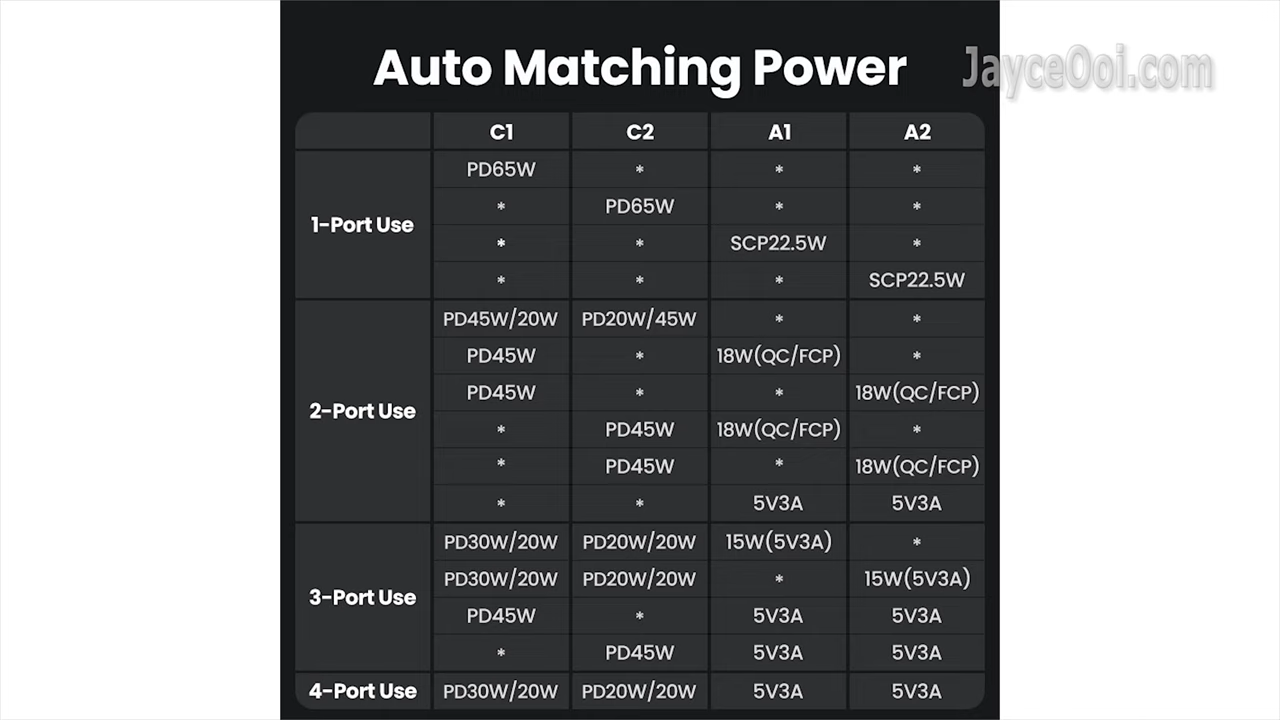 Auto Matching Power
JayceOoi.com
C1 C2 A1 A2
1-Port Use
PD65W * * *
* PD65W * *
* * SCP22.5W *
* * * SCP22.5W
2-Port Use
PD45W/20W PD20W/45W * *
PD45W * 18W(QC/FCP) *
PD45W * * 18W(QC/FCP)
* PD45W 18W(QC/FCP) *
* PD45W * 18W(QC/FCP)
* * 5V3A 5V3A
3-Port Use
PD30W/20W PD20W/20W 15W(5V3A) *
PD30W/20W PD20W/20W * 15W(5V3A)
PD45W * 5V3A 5V3A
* PD45W 5V3A 5V3A
4-Port Use PD30W/20W PD20W/20W 5V3A 5V3A